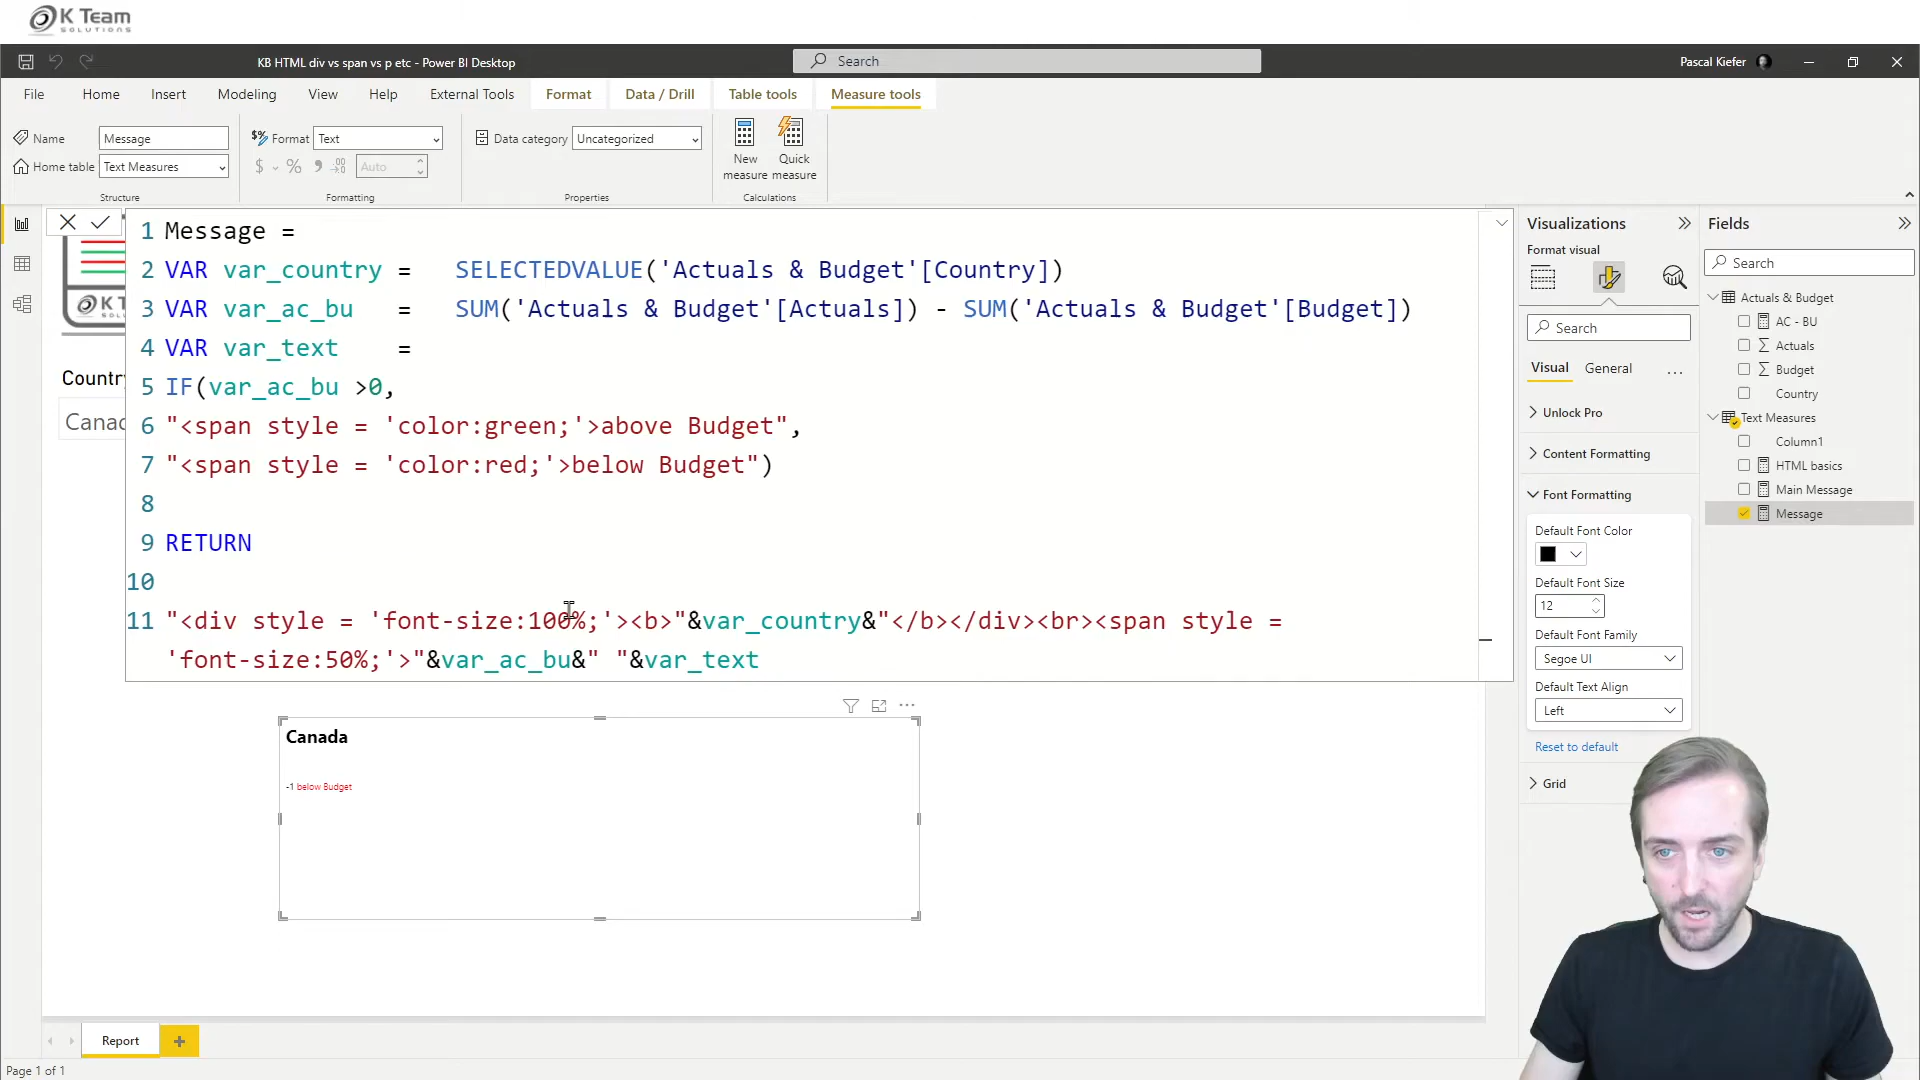 K Team
SOLUTIONS
KB HTML div vs span vs p etc - Power BI Desktop
Search
Pascal Kiefer
File Home Insert Modeling View Help External Tools Format Data / Drill Table tools Measure tools
Name Message
Format Text
Data category Uncategorized
New measure
Quick measure
Home table Text Measures
$ % Auto
Structure Formatting Properties Calculations
1 Message =
2 VAR var_country = SELECTEDVALUE('Actuals & Budget'[Country])
3 VAR var_ac_bu = SUM('Actuals & Budget'[Actuals]) - SUM('Actuals & Budget'[Budget])
4 VAR var_text =
5 IF(var_ac_bu >0,
6 "<span style = 'color:green;'>above Budget",
7 "<span style = 'color:red;'>below Budget")
8
9 RETURN
10
11 "<div style = 'font-size:100%;'><b>"&var_country&"</b></div><br><span style =
'font-size:50%;'>"&var_ac_bu&" "&var_text
Canada
-1 below Budget
Visualizations
Format visual
Search
Visual General ...
Unlock Pro
Content Formatting
Font Formatting
Default Font Color
Default Font Size
12
Default Font Family
Segoe UI
Default Text Align
Left
Reset to default
Grid
Fields
Search
Actuals & Budget
AC - BU
Actuals
Budget
Country
Text Measures
Column1
HTML basics
Main Message
Message
Report
Page 1 of 1